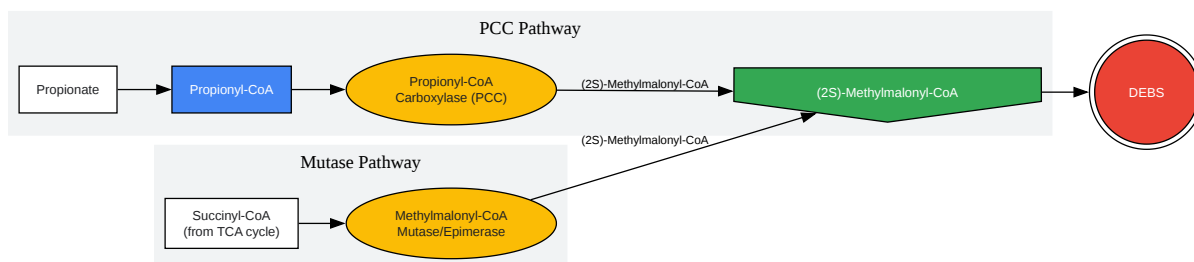 PCC Pathway
Propionate
Propionyl-CoA
Propionyl-CoA
Carboxylase (PCC)
(2S)-Methylmalonyl-CoA
(2S)-Methylmalonyl-CoA
DEBS
(2S)-Methylmalonyl-CoA
Mutase Pathway
Succinyl-CoA
(from TCA cycle)
Methylmalonyl-CoA
Mutase/Epimerase